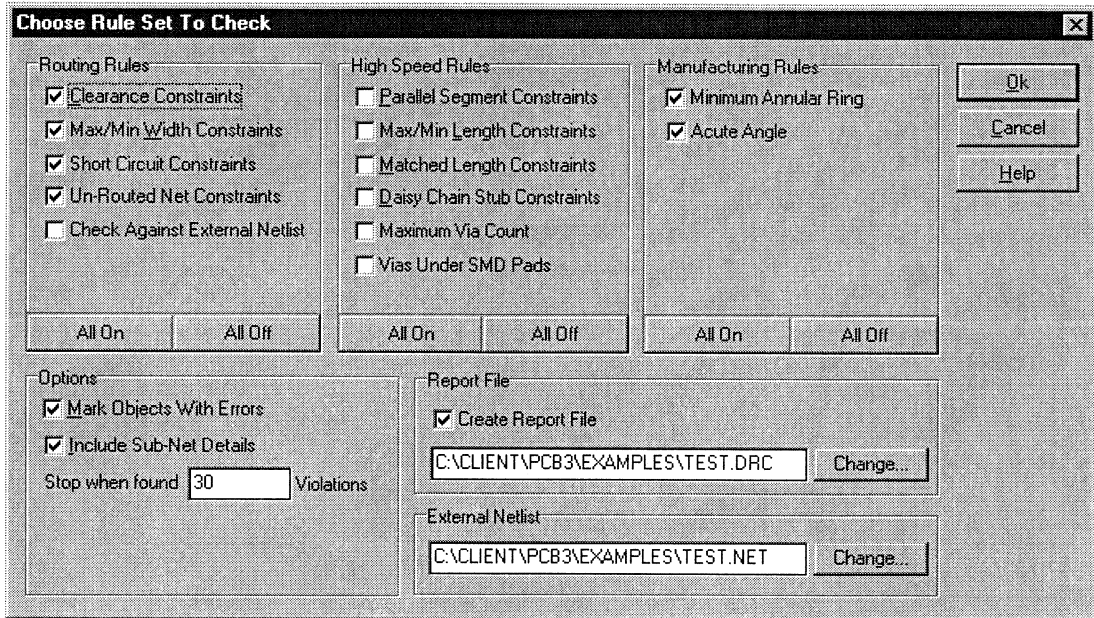 Choose Rule Set To Check
Routing Rules
Clearance Constraints
Max/Min Width Constraints
Short Circuit Constraints
Un-Routed Net Constraints
Check Against External Netlist
All On
All Off
High Speed Rules
Parallel Segment Constraints
Max/Min Length Constraints
Matched Length Constraints
Daisy Chain Stub Constraints
Maximum Via Count
Vias Under SMD Pads
All On
All Off
Manufacturing Rules
Minimum Annular Ring
Acute Angle
All On
All Off
Ok
Cancel
Help
Options
Mark Objects With Errors
Include Sub-Net Details
Stop when found 30 Violations
Report File
Create Report File
C:\CLIENT\PCB3\EXAMPLES\TEST.DRC
Change...
External Netlist
C:\CLIENT\PCB3\EXAMPLES\TEST.NET
Change...